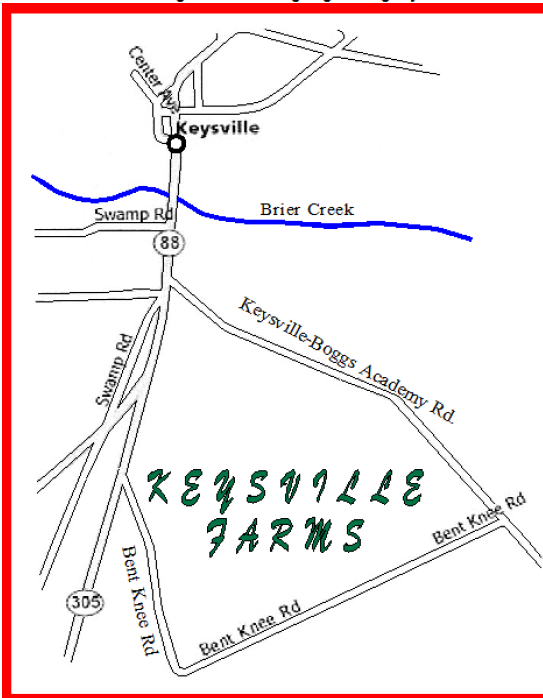 Center Ave
Keysville
Brier Creek
Swamp Rd
88
Keysville-Boggs Academy Rd.
Swamp Rd
KEYSVILLE
FARMS
Bent Knee Rd
Bent Knee Rd
305
Bent Knee Rd